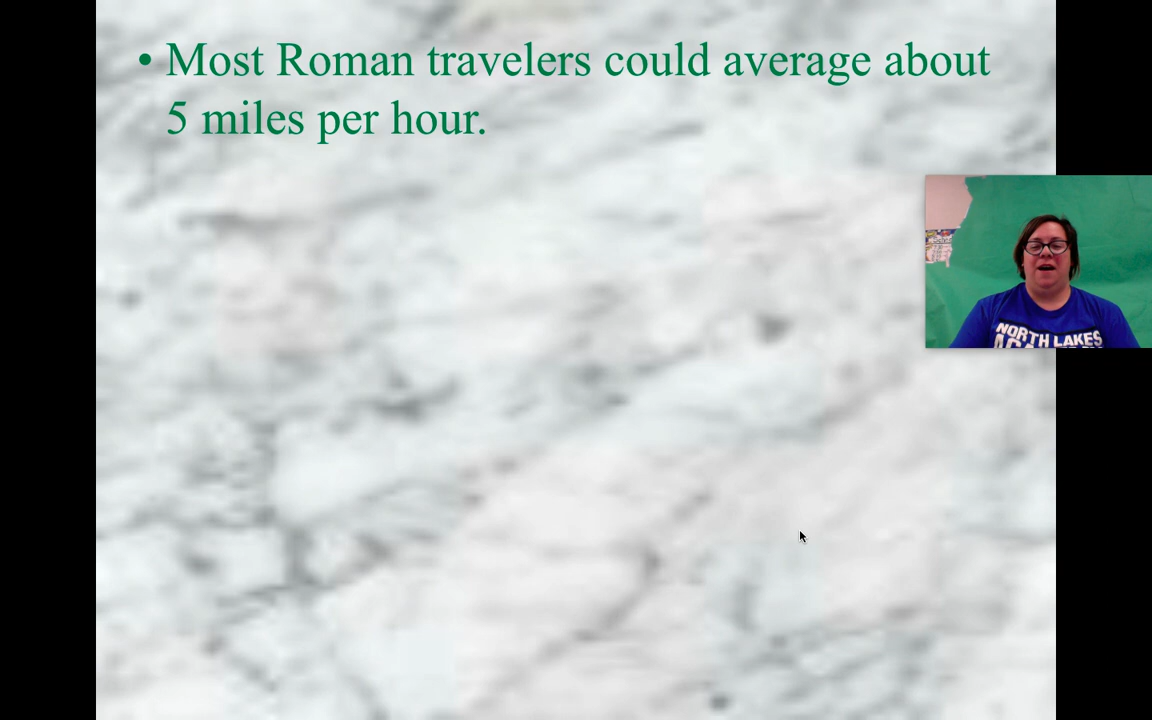 • Most Roman travelers could average about
5 miles per hour.
NORTH LAKES